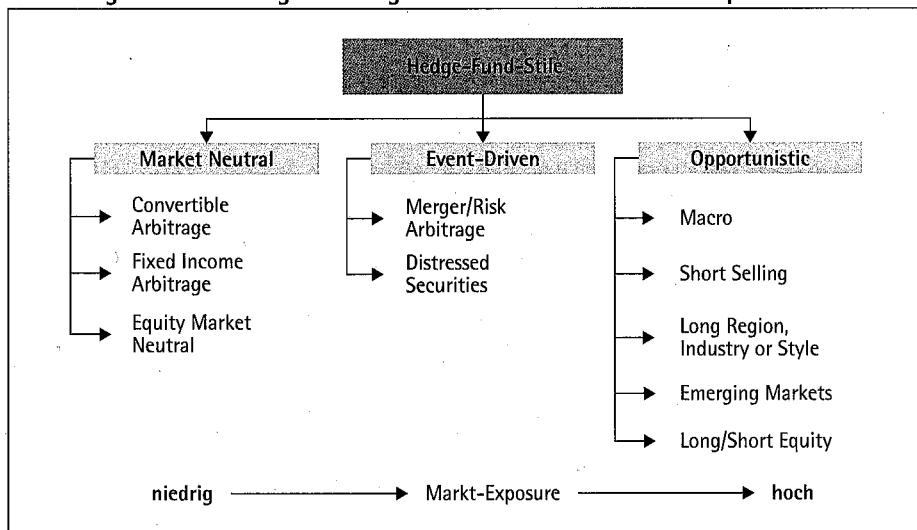 Hedge-Fund-Stile
Market Neutral
Event-Driven
Opportunistic
Convertible
Arbitrage
Fixed Income
Arbitrage
Equity Market
Neutral
Merger/Risk
Arbitrage
Distressed
Securities
Macro
Short Selling
Long Region,
Industry or Style
Emerging Markets
Long/Short Equity
niedrig
Markt-Exposure
hoch